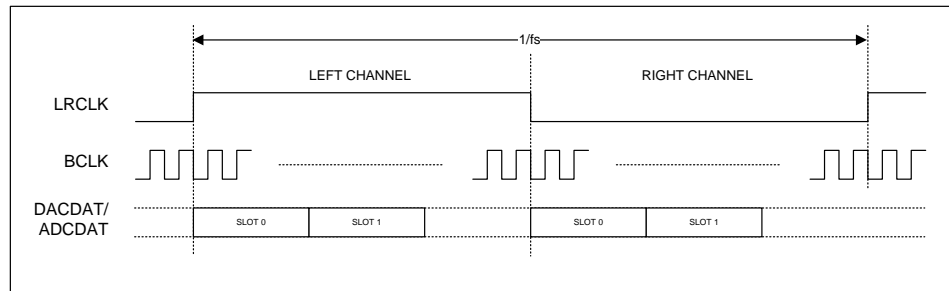 1/fs
LEFT CHANNEL RIGHT CHANNEL
LRCLK
BCLK
DACDAT/
ADCDAT
SLOT 0 SLOT 1 SLOT 0 SLOT 1